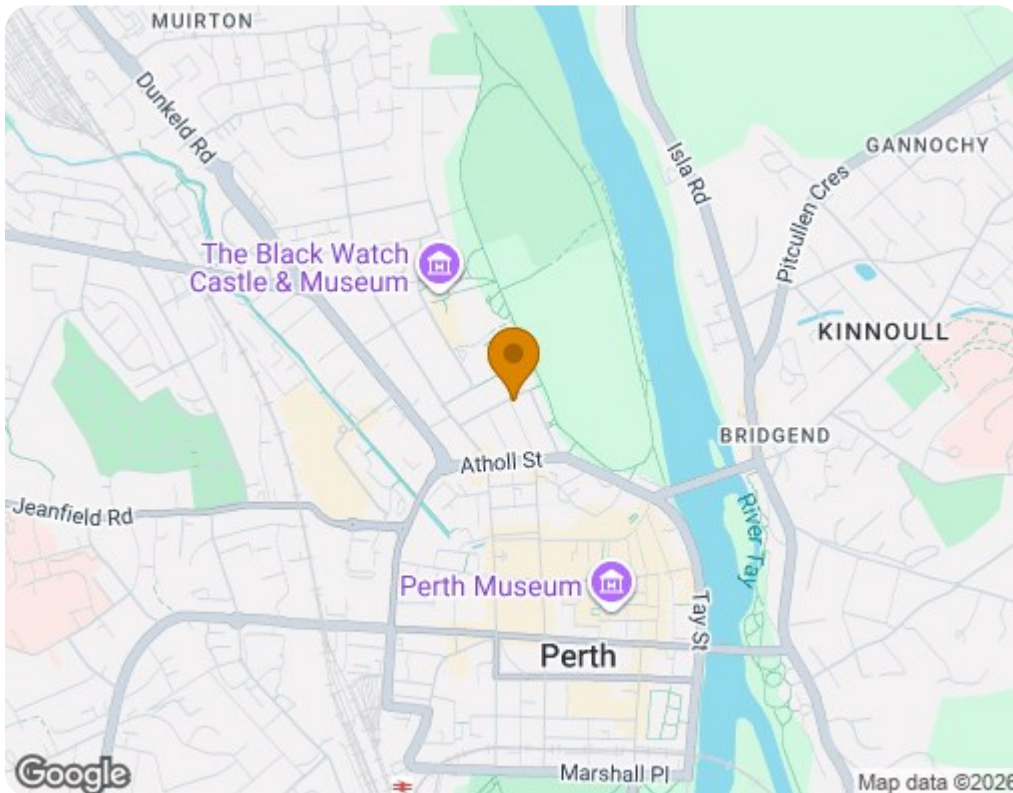 MUIRTON
Dunkeld Rd
Isla Rd
GANNOCHY
Pitcullen Cres
The Black Watch
Castle & Museum
KINNOULL
BRIDGEND
Atholl St
Jeanfield Rd
River Tay
Perth Museum
Tay St
Perth
Marshall Pl
Google
Map data ©2026